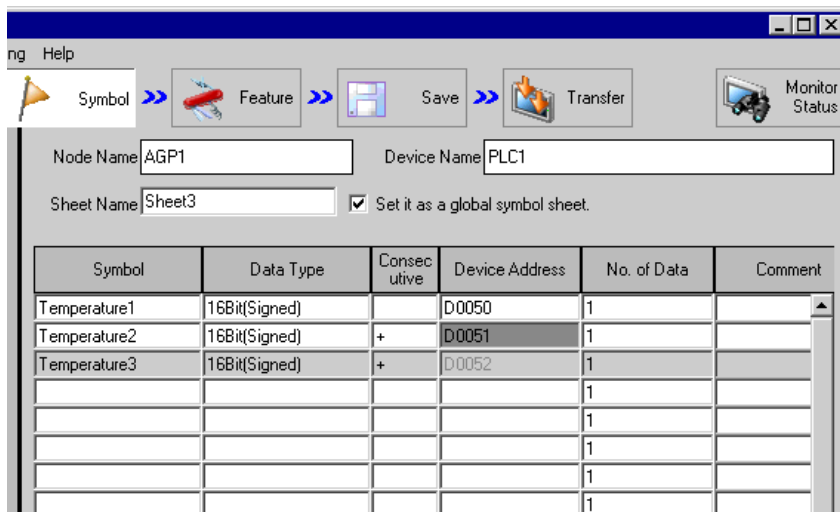 ng Help
Symbol Feature Save Transfer Monitor Status
Node Name AGP1 Device Name PLC1
Sheet Name Sheet3 Set it as a global symbol sheet.
Symbol Data Type Consec utive Device Address No. of Data Comment
Temperature1 16Bit(Signed) D0050 1
Temperature2 16Bit(Signed) + D0051 1
Temperature3 16Bit(Signed) + D0052 1
1
1
1
1
1